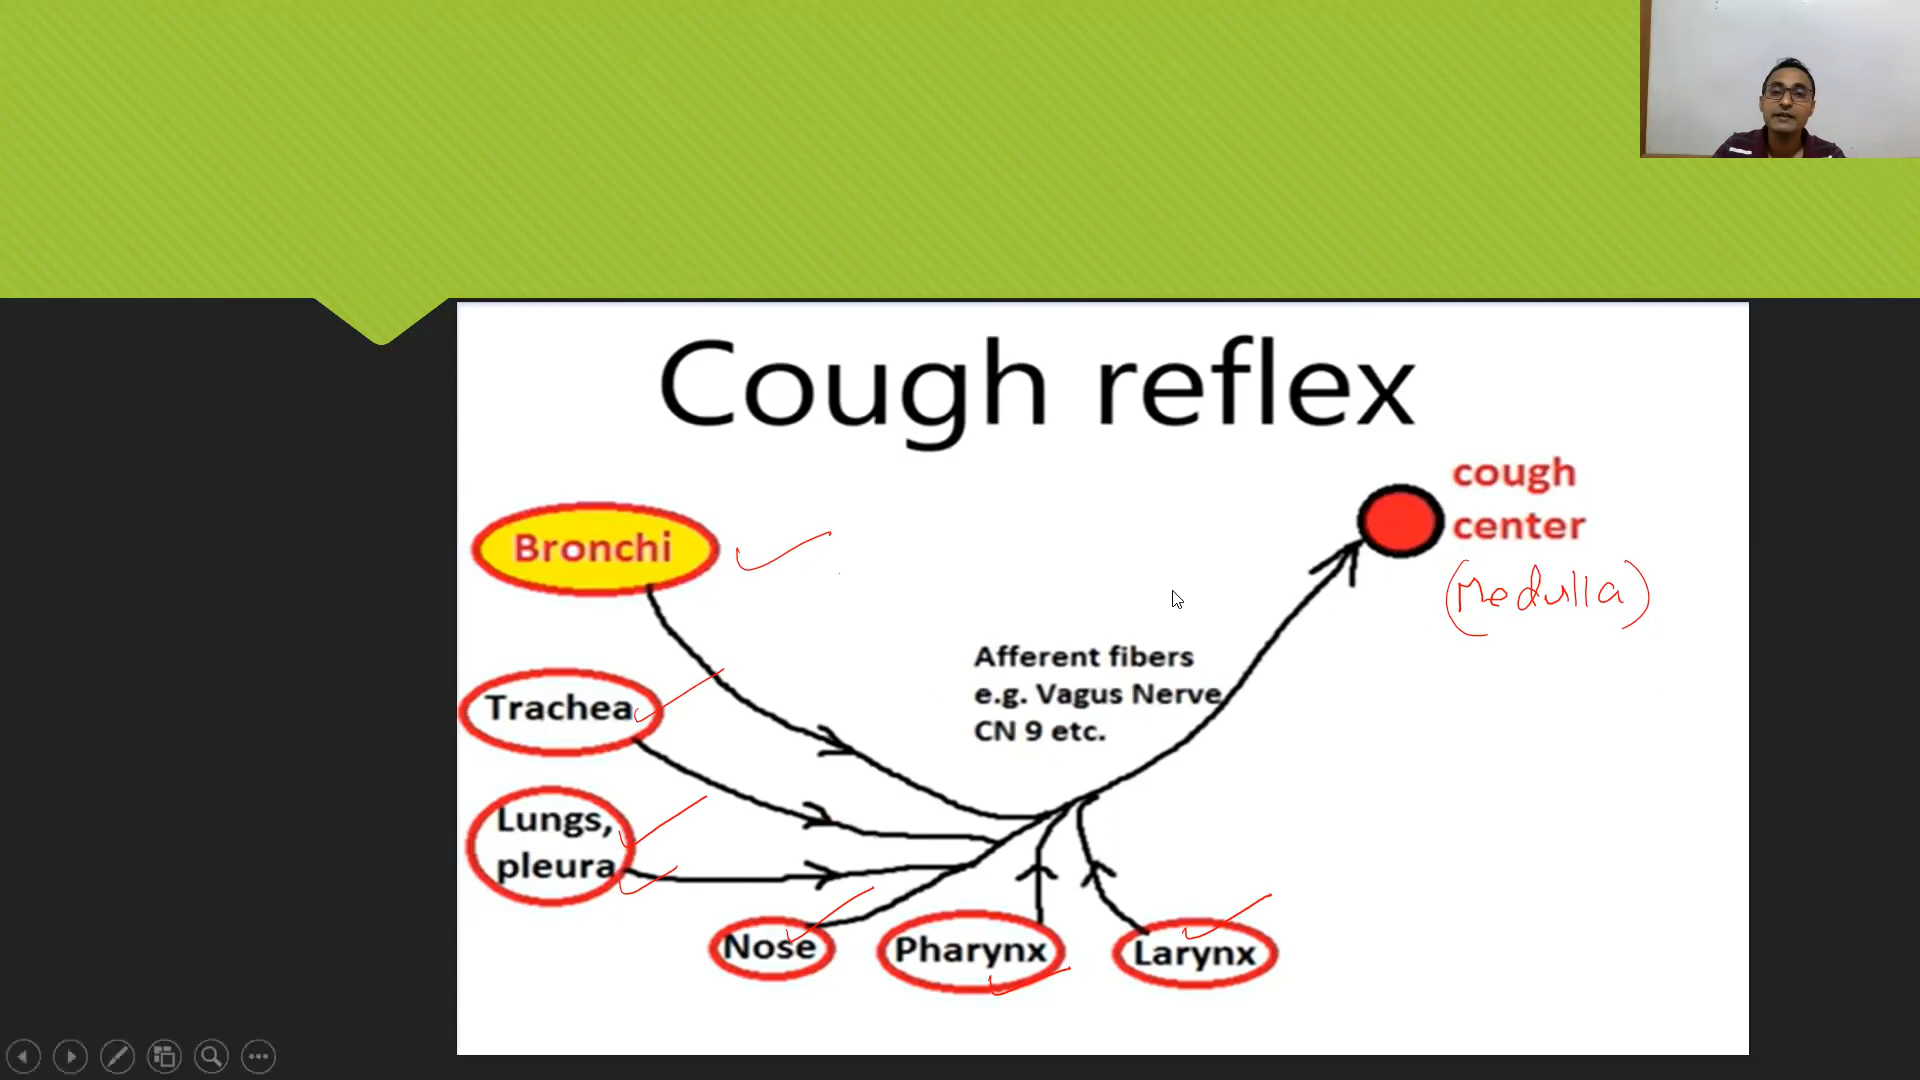 Cough reflex
cough
center
(Medulla)
Bronchi
Afferent fibers
e.g. Vagus Nerve
CN 9 etc.
Trachea
Lungs,
pleura
Nose
Pharynx
Larynx